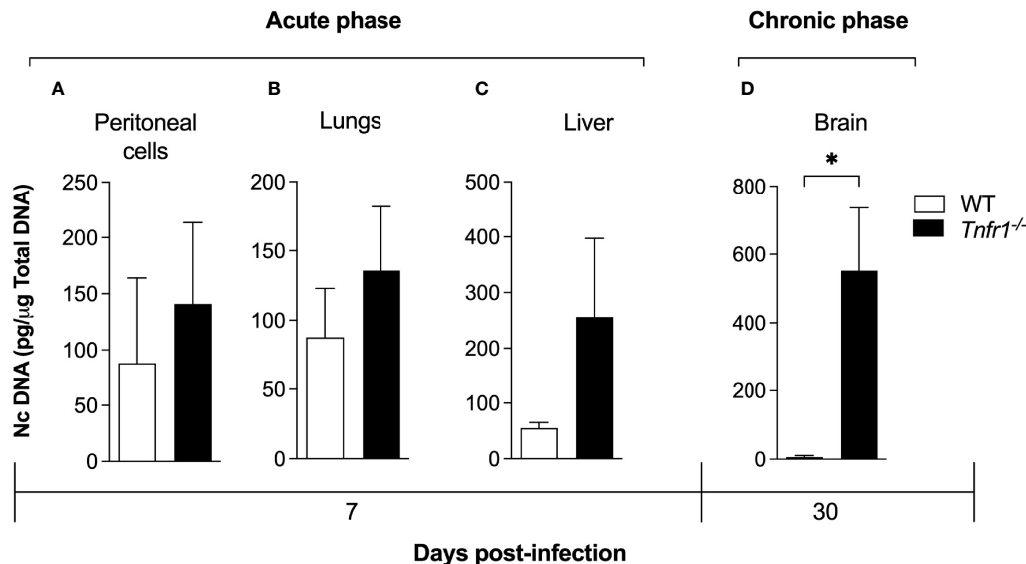 Acute phase
Chronic phase
A
B
C
D
Peritoneal
cells
Lungs
Liver
Brain
Nc DNA (pg/μg Total DNA)
250
200
150
100
50
0
200
150
100
50
0
500
400
300
200
100
0
800
600
400
200
0
*
WT
Tnfr1-/-
7
30
Days post-infection